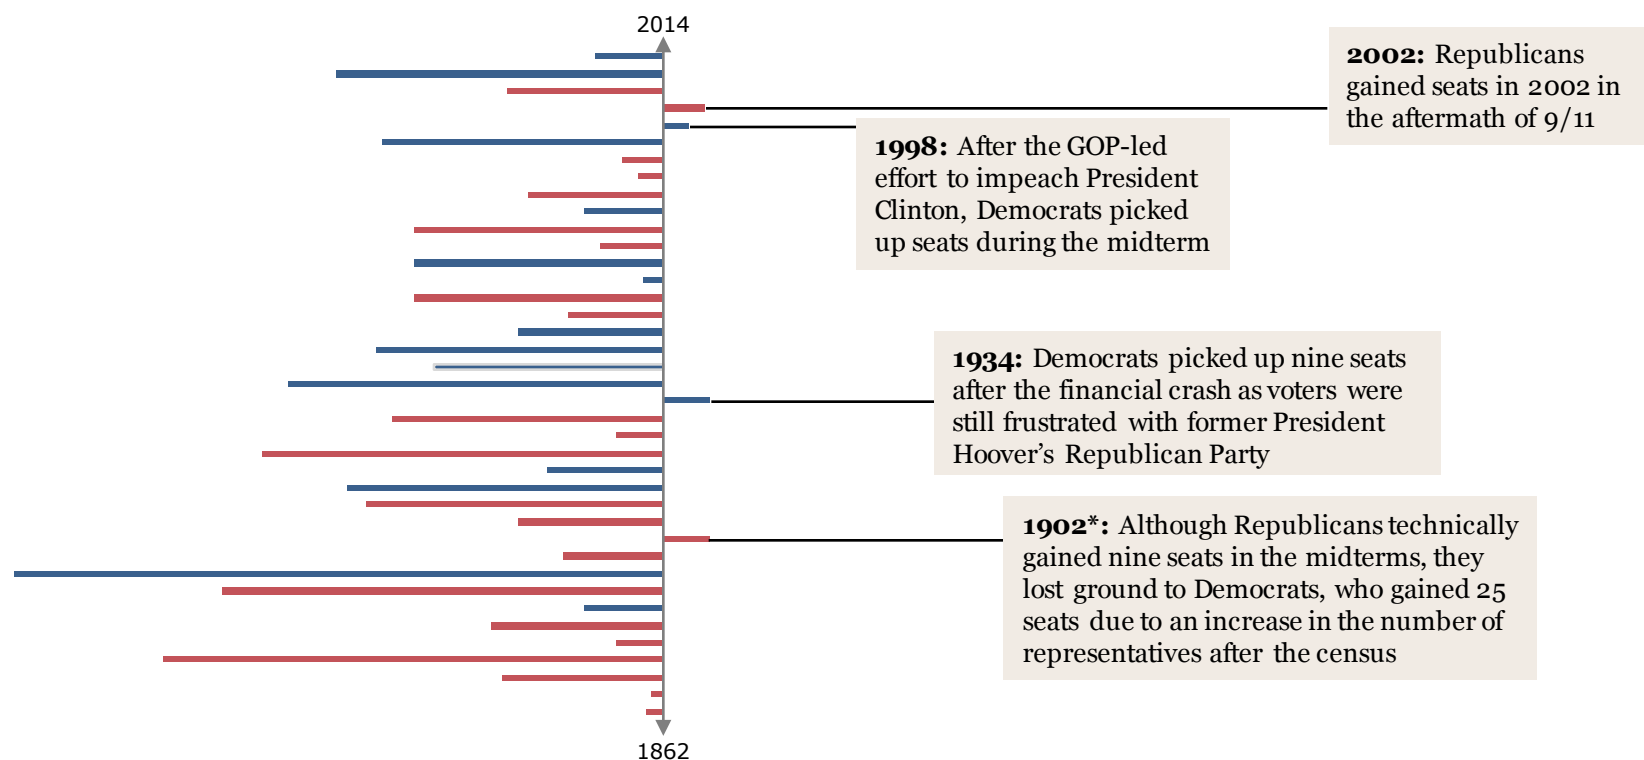 2014
2002: Republicans
gained seats in 2002 in
the aftermath of 9/11
1998: After the GOP-led
effort to impeach President
Clinton, Democrats picked
up seats during the midterm
1934: Democrats picked up nine seats
after the financial crash as voters were
still frustrated with former President
Hoover’s Republican Party
1902*: Although Republicans technically
gained nine seats in the midterms, they
lost ground to Democrats, who gained 25
seats due to an increase in the number of
representatives after the census
1862